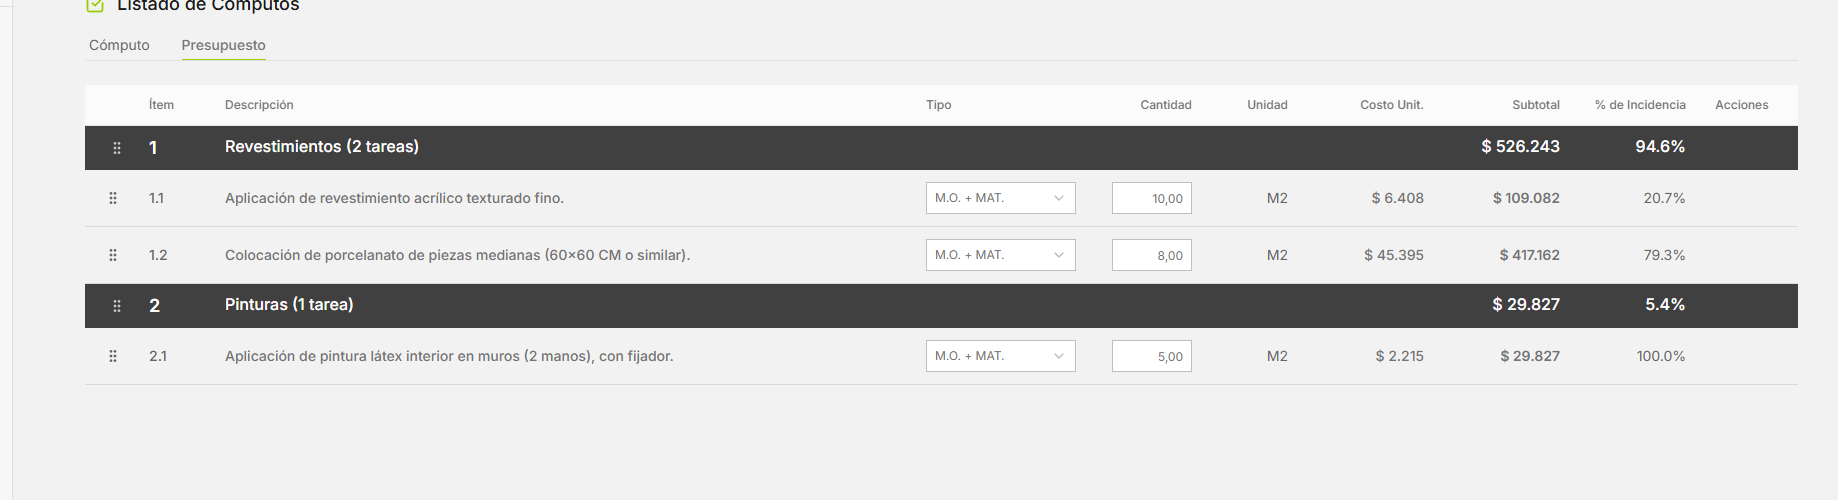 Listado de Cómputos
Cómputo Presupuesto
Ítem Descripción Tipo Cantidad Unidad Costo Unit. Subtotal % de Incidencia Acciones
1 Revestimientos (2 tareas) $ 526.243 94.6%
1.1 Aplicación de revestimiento acrílico texturado fino. M.O. + MAT. 10,00 M2 $ 6.408 $ 109.082 20.7%
1.2 Colocación de porcelanato de piezas medianas (60x60 CM o similar). M.O. + MAT. 8,00 M2 $ 45.395 $ 417.162 79.3%
2 Pinturas (1 tarea) $ 29.827 5.4%
2.1 Aplicación de pintura látex interior en muros (2 manos), con fijador. M.O. + MAT. 5,00 M2 $ 2.215 $ 29.827 100.0%